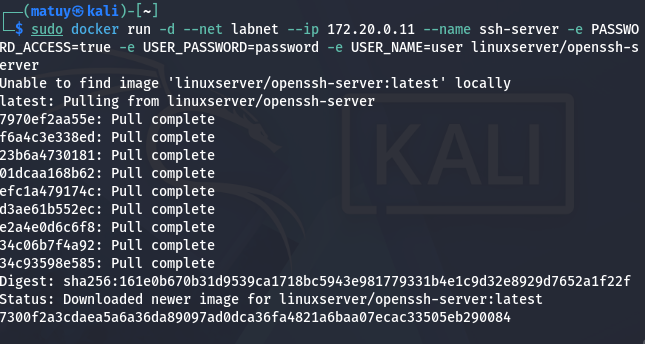 (matuy㉿kali)-[~]
$ sudo docker run -d --net labnet --ip 172.20.0.11 --name ssh-server -e PASSWO
RD_ACCESS=true -e USER_PASSWORD=password -e USER_NAME=user linuxserver/openssh-s
erver
Unable to find image 'linuxserver/openssh-server:latest' locally
latest: Pulling from linuxserver/openssh-server
7970ef2aa55e: Pull complete
f6a4c3e338ed: Pull complete
23b6a4730181: Pull complete
01dcaa168b62: Pull complete
efc1a479174c: Pull complete
d3ae61b552ec: Pull complete
e2a4e0d6c6f8: Pull complete
34c06b7f4a92: Pull complete
34c93598e585: Pull complete
Digest: sha256:161e0b670b31d9539ca1718bc5943e981779331b4e1c9d32e8929d7652a1f22f
Status: Downloaded newer image for linuxserver/openssh-server:latest
7300f2a3cdaea5a6a36da89097ad0dca36fa4821a6baa07ecac33505eb290084
KALI